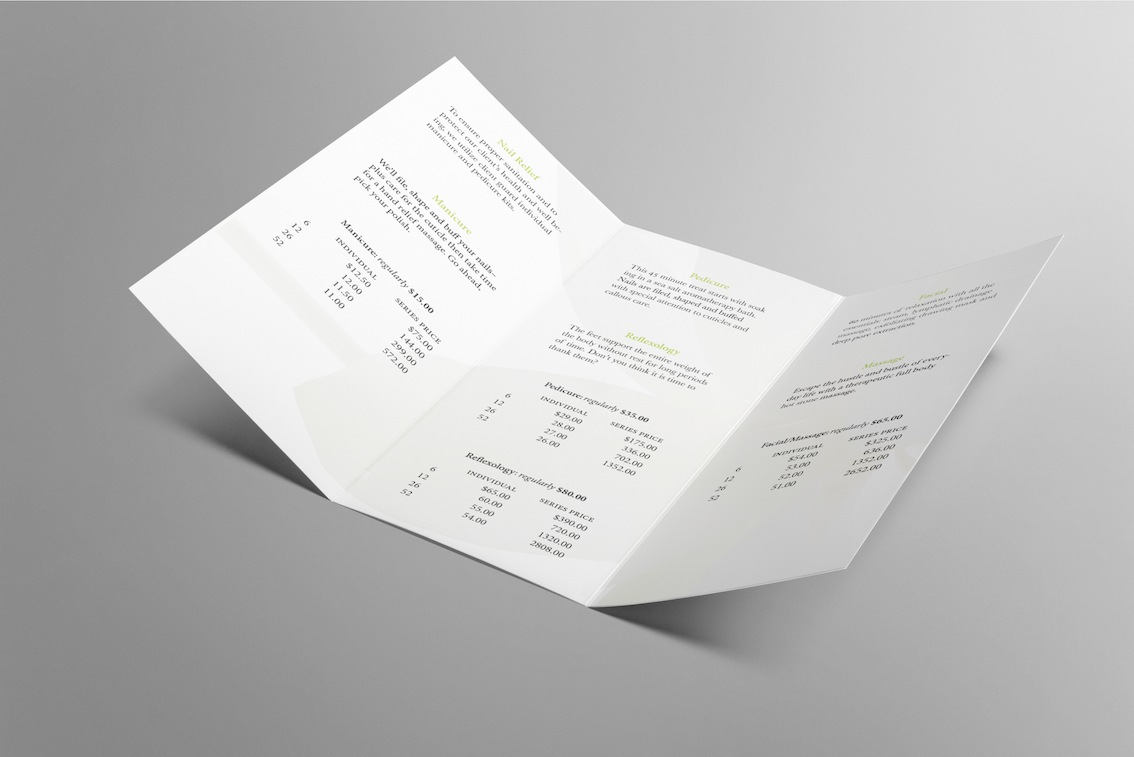 Nail Relief
To ensure proper sanitation and to
protect our client's health and well be-
ing, we utilize client guard individual
manicure and pedicure kits.
Manicure
We'll file, shape and buff your nails-
plus care for the cuticle then take time
for a hand relief massage. Go ahead,
pick your polish.
Manicure: regularly $15.00
INDIVIDUAL SERIES PRICE
6 $12.50 $75.00
12 12.00 144.00
26 11.50 299.00
52 11.00 572.00
Pedicure
This 45 minute treat starts with soak
ing in a sea salt aromatherapy bath.
Nails are filed, shaped and buffed
with special attention to cuticles and
callous care.
Reflexology
The feet support the entire weight of
the body without rest for long periods
of time. Don't you think it is time to
thank them?
Pedicure: regularly $35.00
INDIVIDUAL SERIES PRICE
6 $29.00 $175.00
12 28.00 336.00
26 27.00 702.00
52 26.00 1352.00
Reflexology: regularly $80.00
INDIVIDUAL SERIES PRICE
6 $65.00 $390.00
12 60.00 720.00
26 55.00 1320.00
52 54.00 2808.00
Facial
minutes of relaxation with all the
essentials: steam, lymphatic drainage
massage, exfoliating drawing mask and
deep pore extraction.
Massage
Escape the hustle and bustle of every-
day life with a therapeutic full body
hot stone massage.
Facial/Massage: regularly $65.00
INDIVIDUAL SERIES PRICE
6 $54.00 $325.00
12 53.00 636.00
26 52.00 1352.00
52 51.00 2652.00